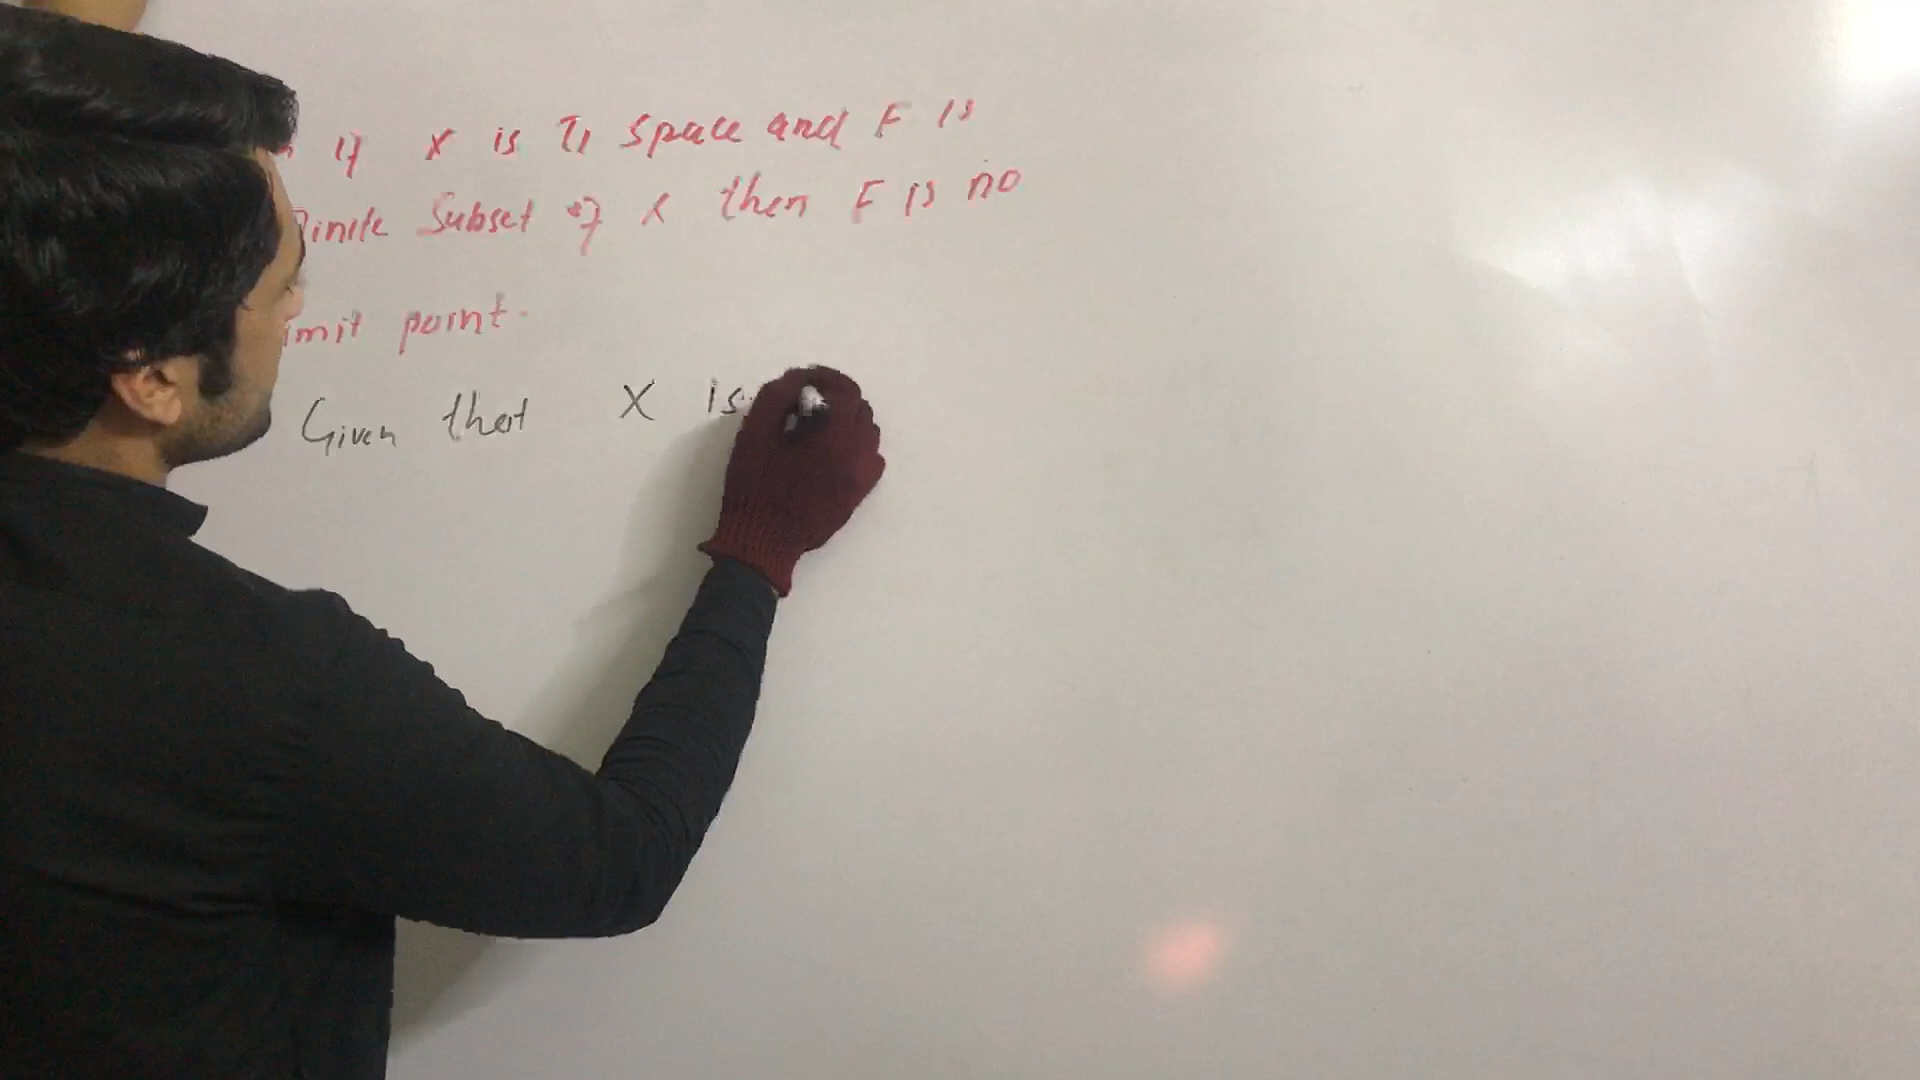 If X is T1 space and F is
finite Subset of X then F is no
limit point.
Given that X is